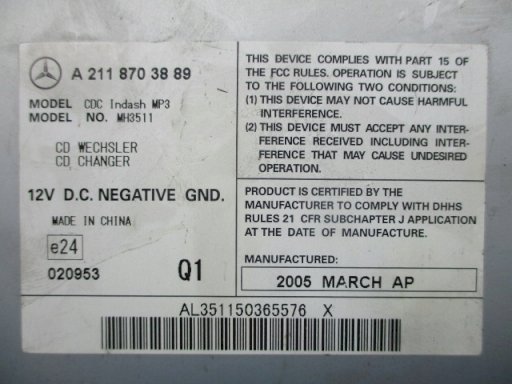 A 211 870 38 89
MODEL CDC Indash MP3
MODEL NO. MH3511
CD WECHSLER
CD CHANGER
12V D.C. NEGATIVE GND.
MADE IN CHINA
e24
020953 Q1
THIS DEVICE COMPLIES WITH PART 15 OF
THE FCC RULES. OPERATION IS SUBJECT
TO THE FOLLOWING TWO CONDITIONS:
(1) THIS DEVICE MAY NOT CAUSE HARMFUL
INTERFERENCE.
(2) THIS DEVICE MUST ACCEPT ANY INTER-
FERENCE RECEIVED INCLUDING INTER-
FERENCE THAT MAY CAUSE UNDESIRED
OPERATION.
PRODUCT IS CERTIFIED BY THE
MANUFACTURER TO COMPLY WITH DHHS
RULES 21 CFR SUBCHAPTER J APPLICATION
AT THE DATE OF MANUFACTURE.
MANUFACTURED:
2005 MARCH AP
AL351150365576 X